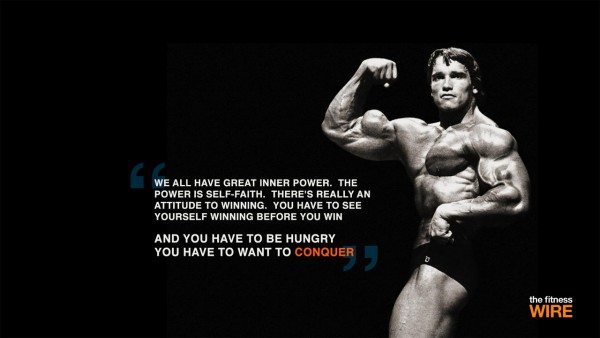 WE ALL HAVE GREAT INNER POWER. THE
POWER IS SELF-FAITH. THERE'S REALLY AN
ATTITUDE TO WINNING. YOU HAVE TO SEE
YOURSELF WINNING BEFORE YOU WIN
AND YOU HAVE TO BE HUNGRY
YOU HAVE TO WANT TO CONQUER
the fitness
WIRE